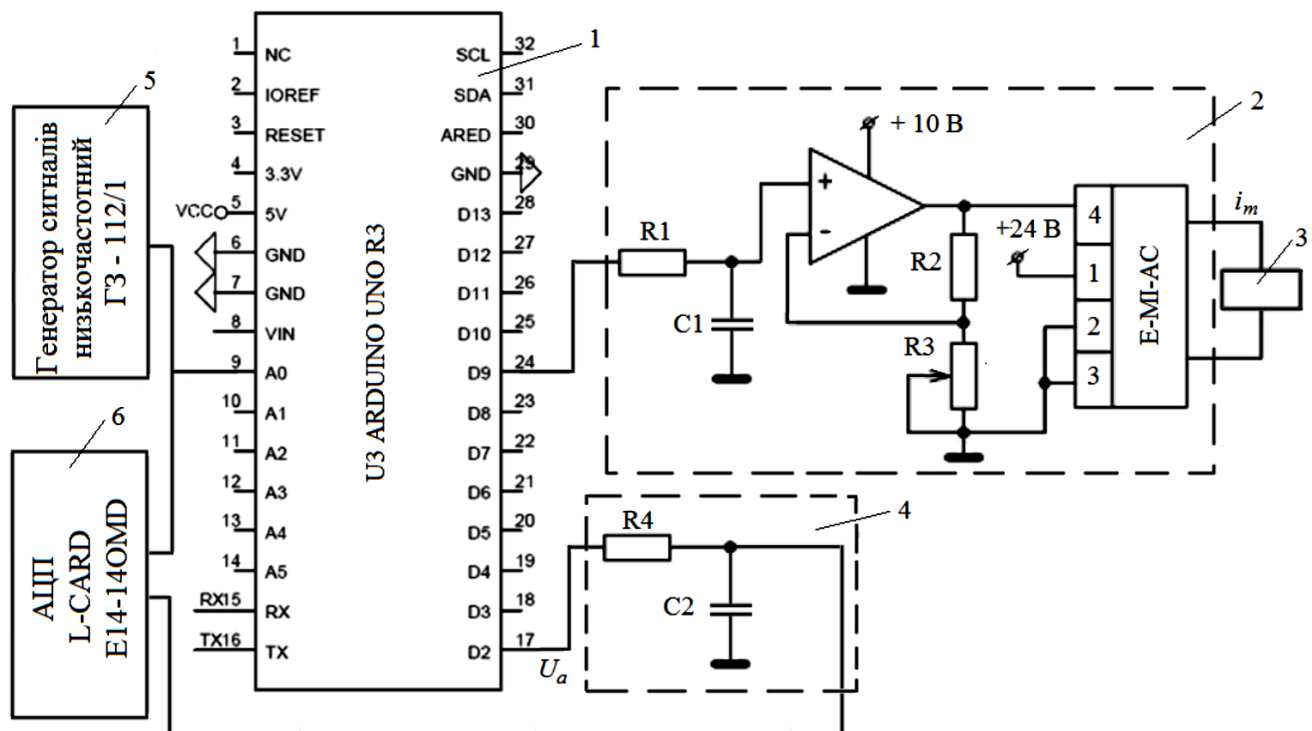 5
Генератор сигналів
низькочастотний
ГЗ - 112/1
6
АЦП
L-CARD
E14-14OMD
1
U3 ARDUINO UNO R3
1 NC
2 IOREF
3 RESET
4 3.3V
VCC 5 5V
6 GND
7 GND
8 VIN
9 A0
10 A1
11 A2
12 A3
13 A4
14 A5
RX15 RX
TX16 TX
SCL 32
SDA 31
ARED 30
GND 29
D13 28
D12 27
D11 26
D10 25
D9 24
D8 23
D7 22
D6 21
D5 20
D4 19
D3 18
D2 17
Ua
2
R1
C1
+
-
+ 10 В
R2
R3
+24 В
4
1
2
3
E-MI-AC
im
3
4
R4
C2